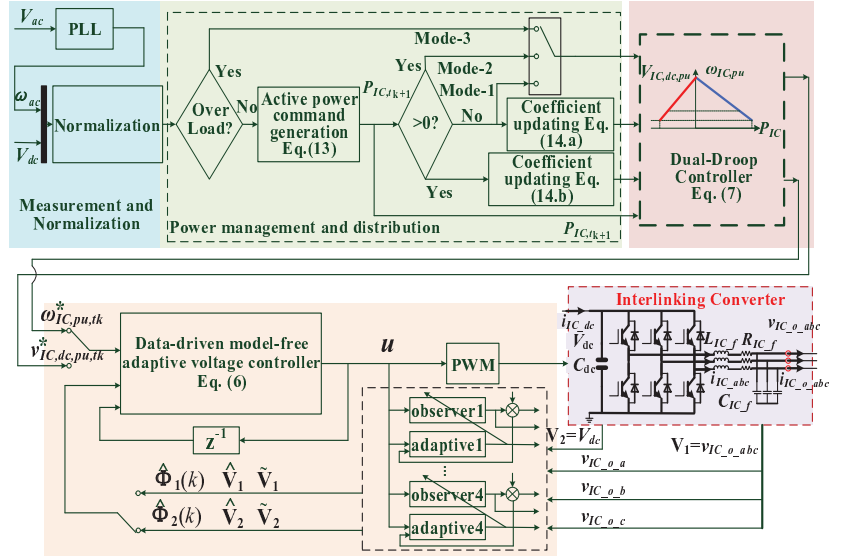 V_ac
PLL
ω_ac
V_dc
Normalization
Measurement and
Normalization
Over
Load?
Yes
No
Active power
command
generation
Eq.(13)
P_IC,t_k+1
>0?
Yes
No
Yes
Mode-3
Mode-2
Mode-1
Coefficient
updating Eq.
(14.a)
Coefficient
updating Eq.
(14.b)
Power management and distribution
P_IC,t_k+1
V_IC,dc,pu
ω_IC,pu
P_IC
Dual-Droop
Controller
Eq. (7)
ω*_IC,pu,tk
v*_IC,dc,pu,tk
Data-driven model-free
adaptive voltage controller
Eq. (6)
z^-1
u
PWM
observer1
adaptive1
...
observer4
adaptive4
Φ̂_1(k) V̂_1 Ṽ_1
Φ̂_2(k) V̂_2 Ṽ_2
Interlinking Converter
i_IC_dc
V_dc
C_dc
L_IC_f
R_IC_f
v_IC_o_abc
i_IC_abc
i_IC_o_abc
C_IC_f
V_2=V_dc
V_1=v_IC_o_abc
v_IC_o_a
v_IC_o_b
v_IC_o_c